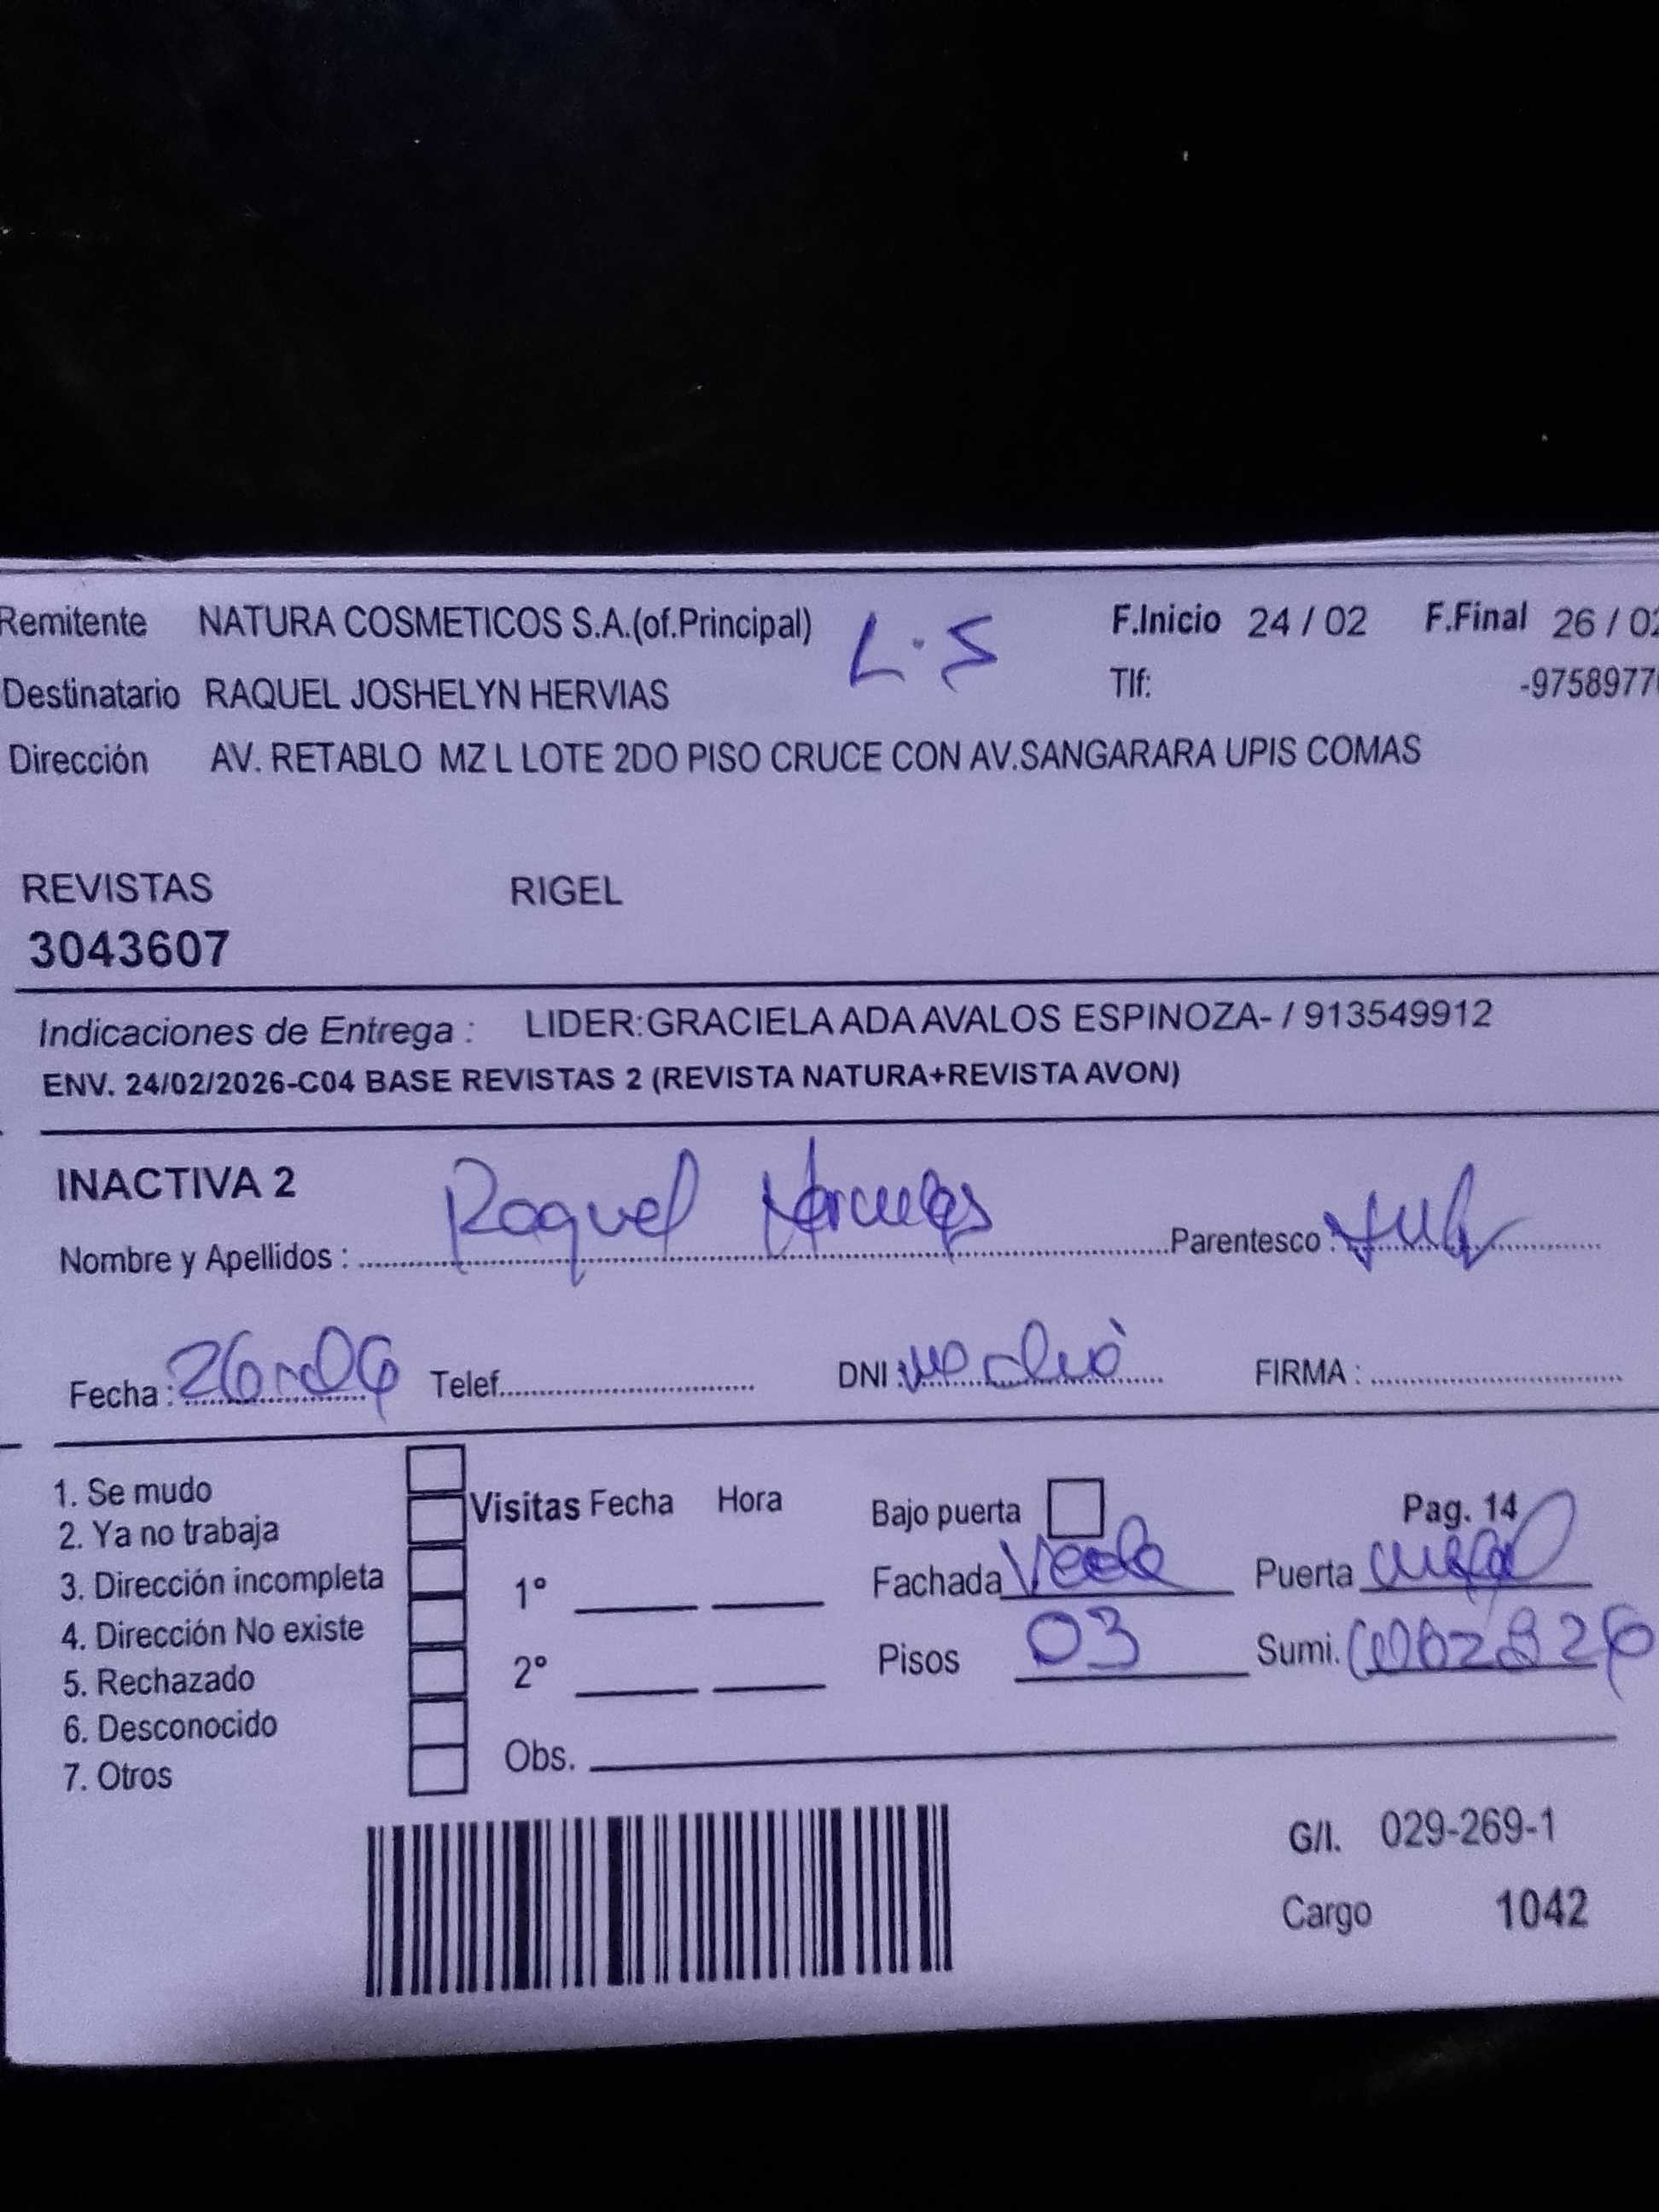 Remitente NATURA COSMETICOS S.A.(of.Principal) L.S F.Inicio 24 / 02 F.Final 26 / 02
Destinatario RAQUEL JOSHELYN HERVIAS Tlf: -9758977
Dirección AV. RETABLO MZ L LOTE 2DO PISO CRUCE CON AV.SANGARARA UPIS COMAS
REVISTAS RIGEL
3043607
Indicaciones de Entrega : LIDER:GRACIELA ADA AVALOS ESPINOZA- / 913549912
ENV. 24/02/2026-C04 BASE REVISTAS 2 (REVISTA NATURA+REVISTA AVON)
INACTIVA 2
Nombre y Apellidos : Raquel Parentesco :
Fecha : Telef. DNI : FIRMA :
1. Se mudo
2. Ya no trabaja
3. Dirección incompleta
4. Dirección No existe
5. Rechazado
6. Desconocido
7. Otros
Visitas Fecha Hora
1°
2°
Obs.
Bajo puerta Pag. 14
Fachada Puerta
Pisos 03 Sumi.
G/I. 029-269-1
Cargo 1042